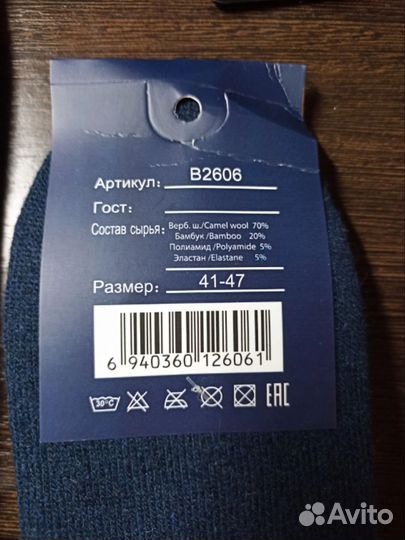 Артикул: B2606
Гост:
Состав сырья: Верб. ш./Camel wool 70%
Бамбук /Bamboo 20%
Полиамид /Polyamide 5%
Эластан /Elastane 5%
Размер: 41-47
6 940360 126061
30°C EAC
Avito